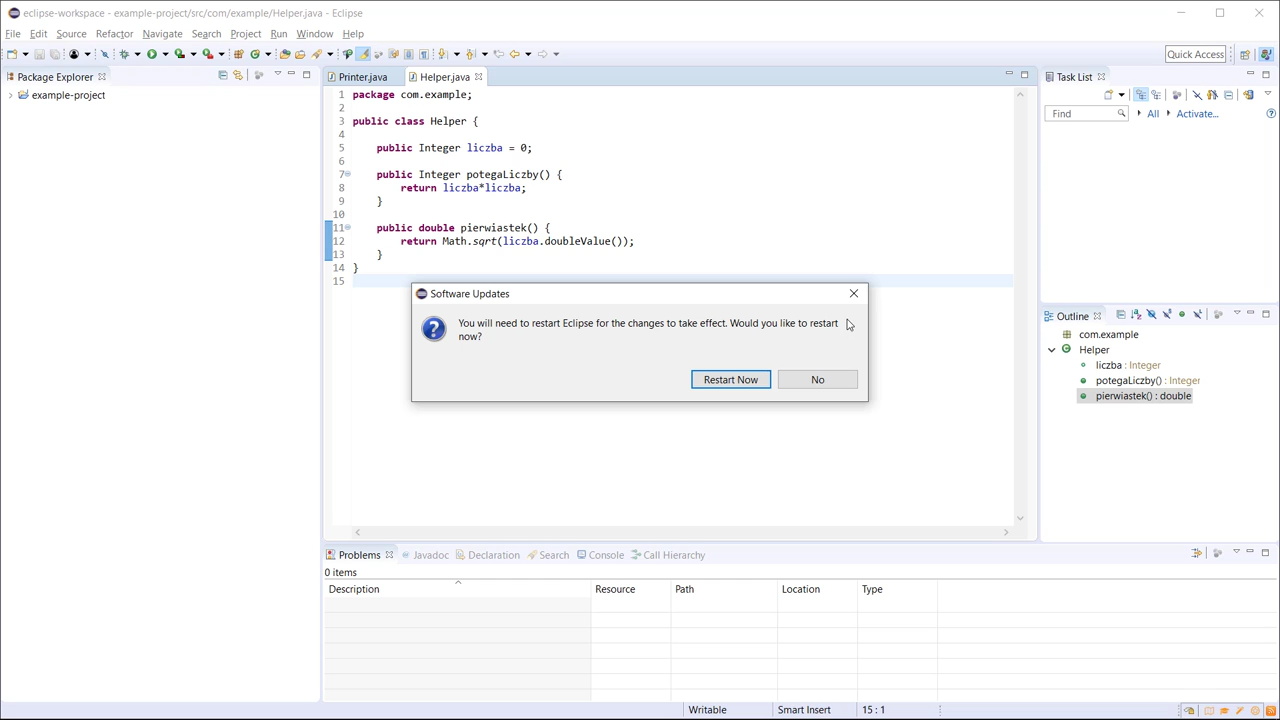 eclipse-workspace - example-project/src/com/example/Helper.java - Eclipse
File Edit Source Refactor Navigate Search Project Run Window Help
Quick Access
Package Explorer
example-project
Printer.java Helper.java
1 package com.example;
2
3 public class Helper {
4
5 public Integer liczba = 0;
6
7 public Integer potegaLiczby() {
8 return liczba*liczba;
9 }
10
11 public double pierwiastek() {
12 return Math.sqrt(liczba.doubleValue());
13 }
14 }
15
Software Updates
You will need to restart Eclipse for the changes to take effect. Would you like to restart
now?
Restart Now No
Task List
Find All Activate...
Outline
com.example
Helper
liczba : Integer
potegaLiczby() : Integer
pierwiastek() : double
Problems Javadoc Declaration Search Console Call Hierarchy
0 items
Description Resource Path Location Type
Writable Smart Insert 15 : 1